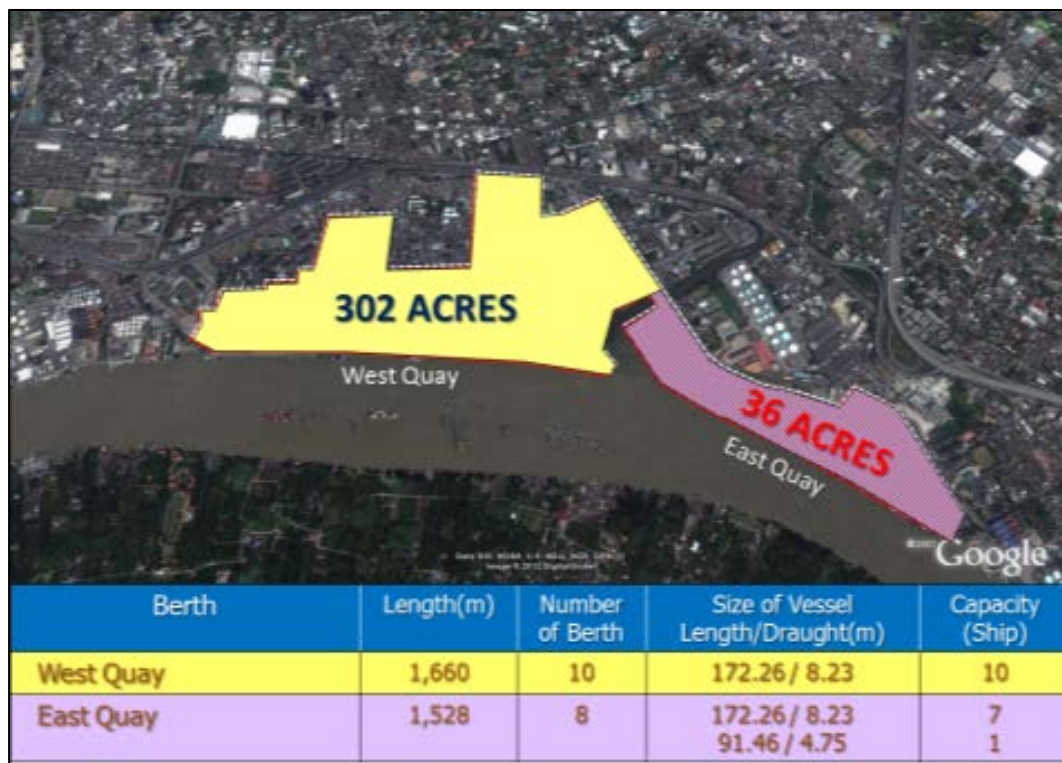 302 ACRES
West Quay
36 ACRES
East Quay
Google
Berth
Length(m)
Number
of Berth
Size of Vessel
Length/Draught(m)
Capacity
(Ship)
West Quay
1,660
10
172.26 / 8.23
10
East Quay
1,528
8
172.26 / 8.23
7
91.46 / 4.75
1